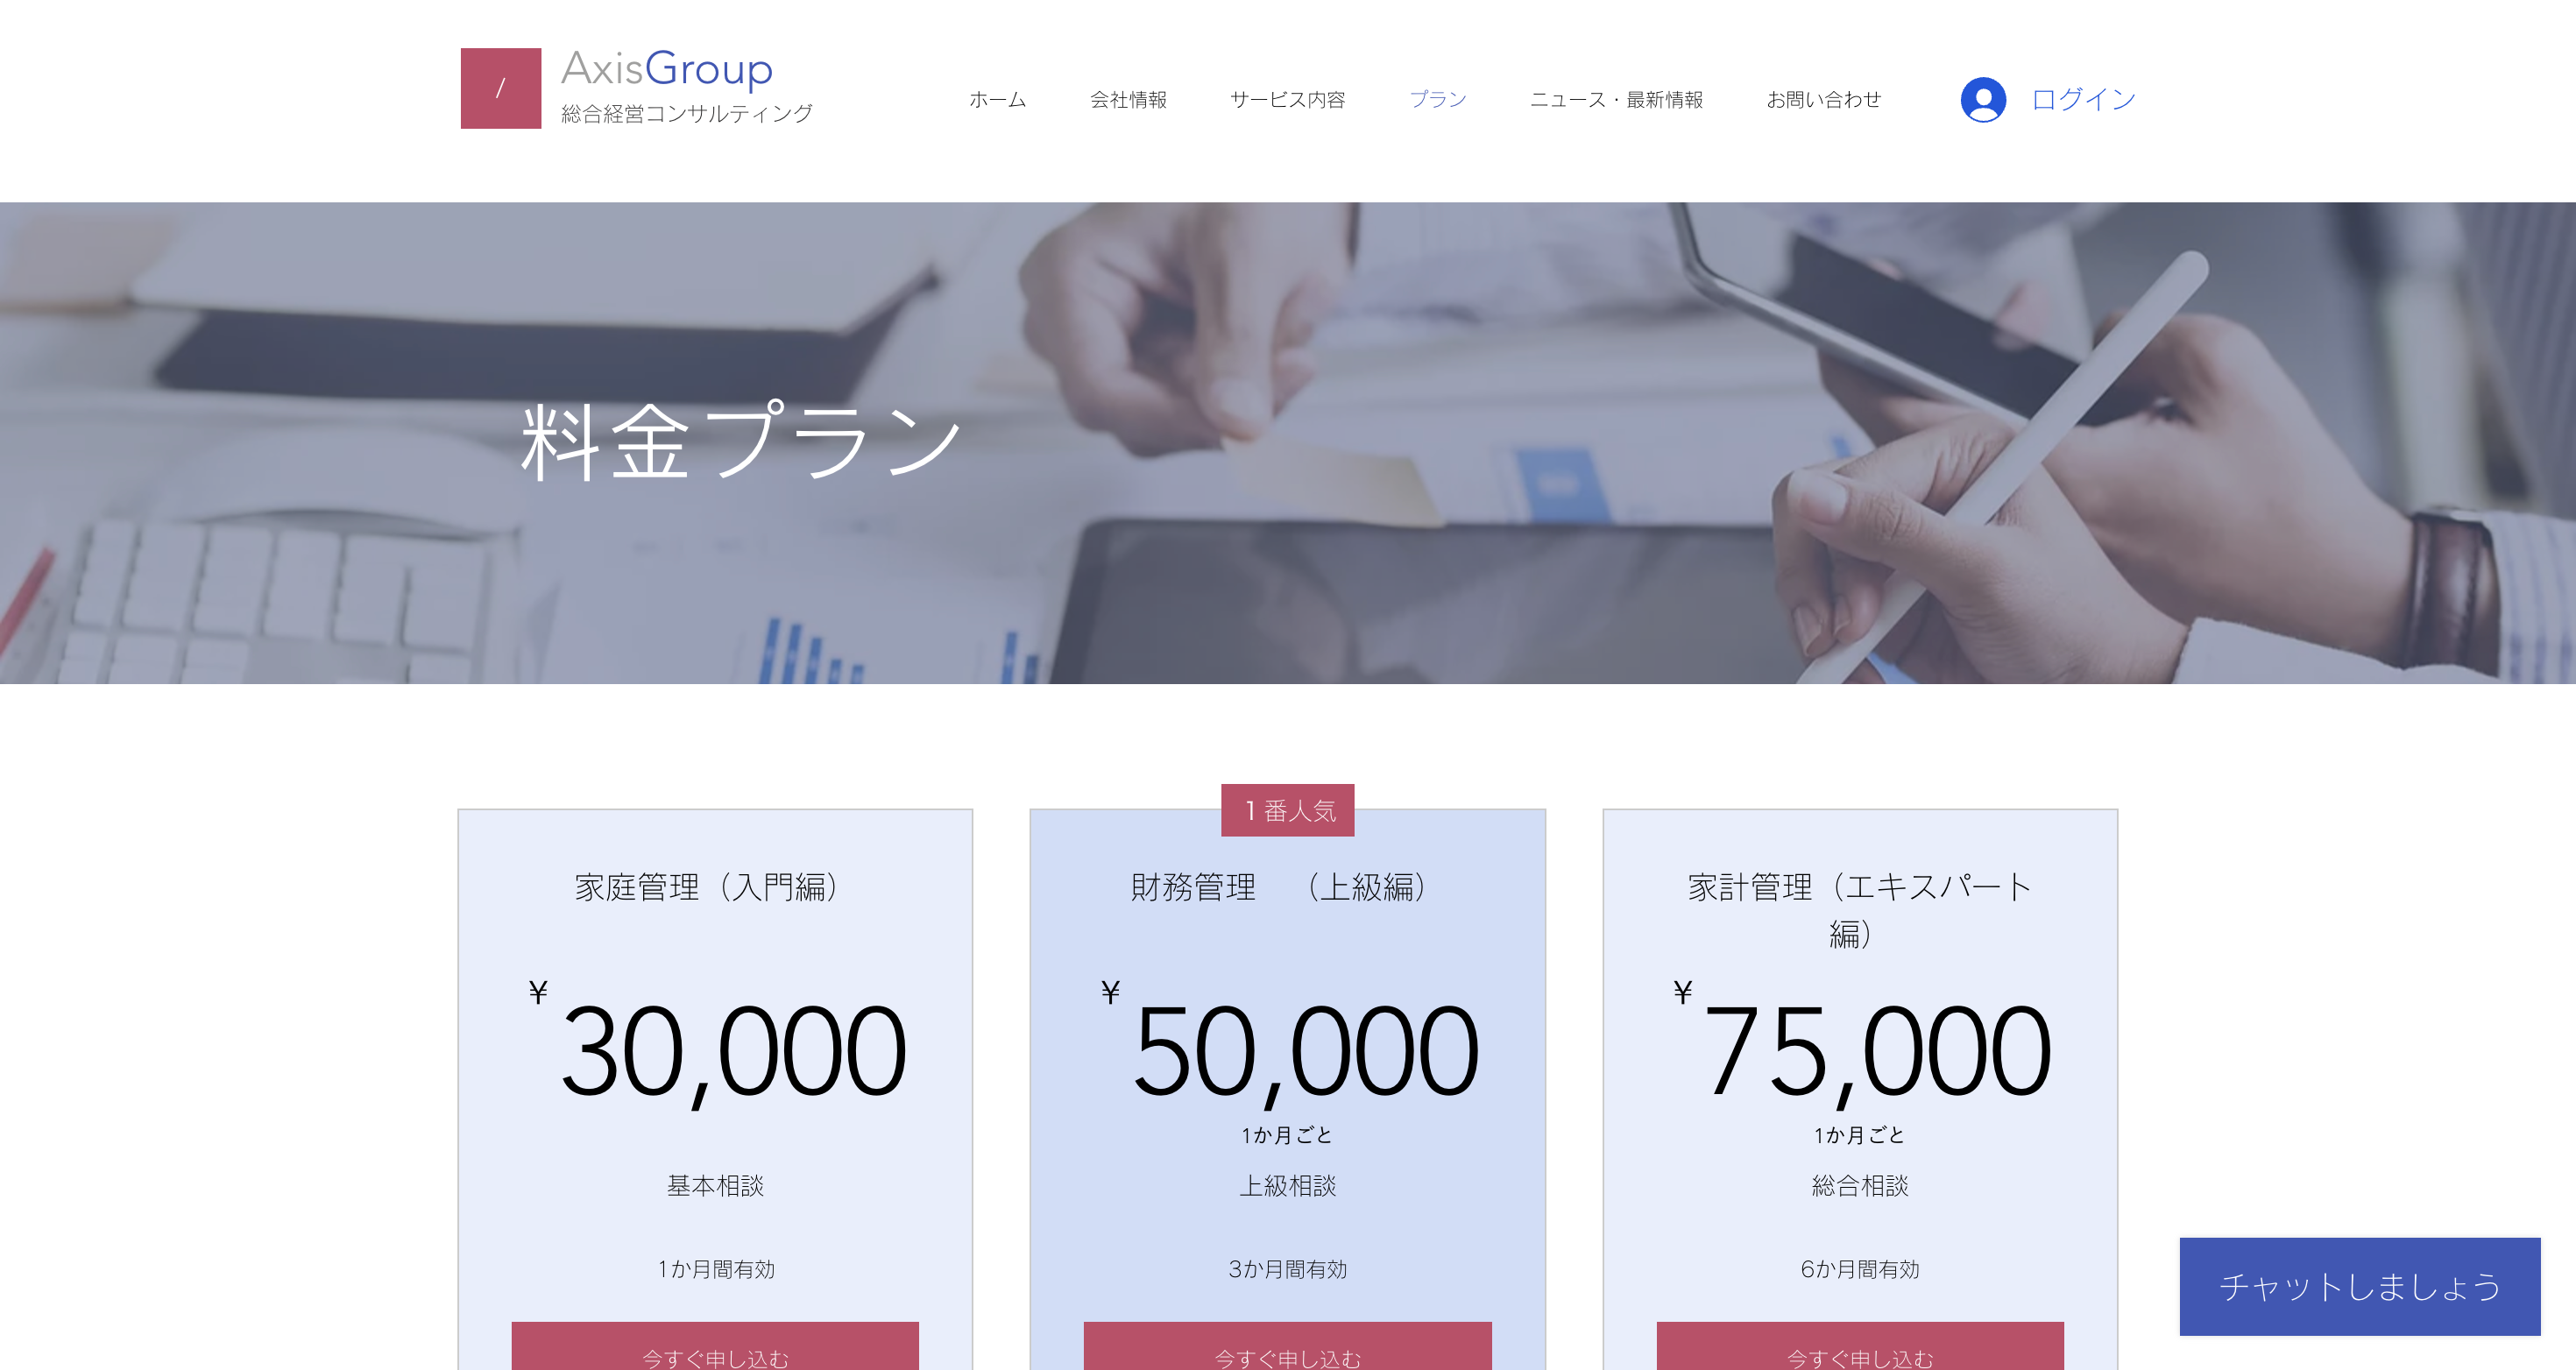 /
AxisGroup
総合経営コンサルティング
ホーム 会社情報 サービス内容 プラン ニュース・最新情報 お問い合わせ ログイン
料金プラン
家庭管理（入門編）
¥
30,000
基本相談
1か月間有効
今すぐ申し込む
１番人気
財務管理　（上級編）
¥
50,000
1か月ごと
上級相談
3か月間有効
今すぐ申し込む
家計管理（エキスパート
編）
¥
75,000
1か月ごと
総合相談
6か月間有効
今すぐ申し込む
チャットしましょう